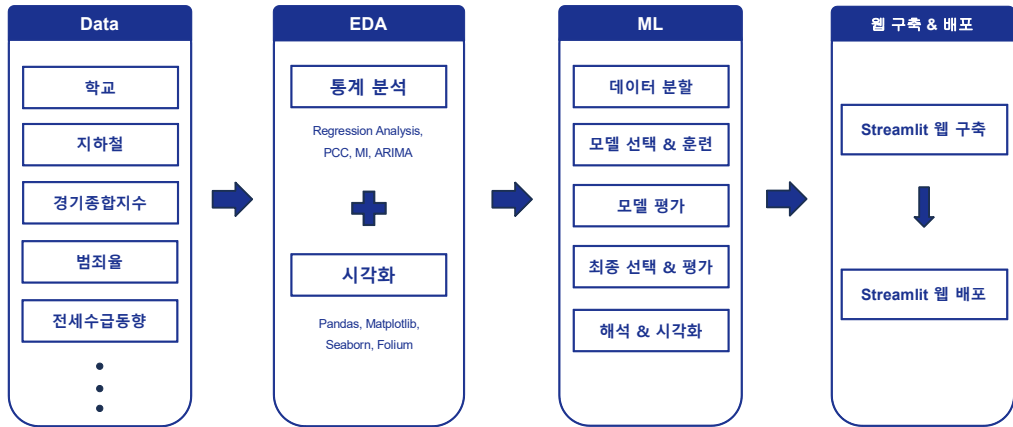 Data
학교
지하철
경기종합지수
범죄율
전세수급동향
EDA
통계 분석
Regression Analysis,
PCC, MI, ARIMA
시각화
Pandas, Matplotlib,
Seaborn, Folium
ML
데이터 분할
모델 선택 & 훈련
모델 평가
최종 선택 & 평가
해석 & 시각화
웹 구축 & 배포
Streamlit 웹 구축
Streamlit 웹 배포